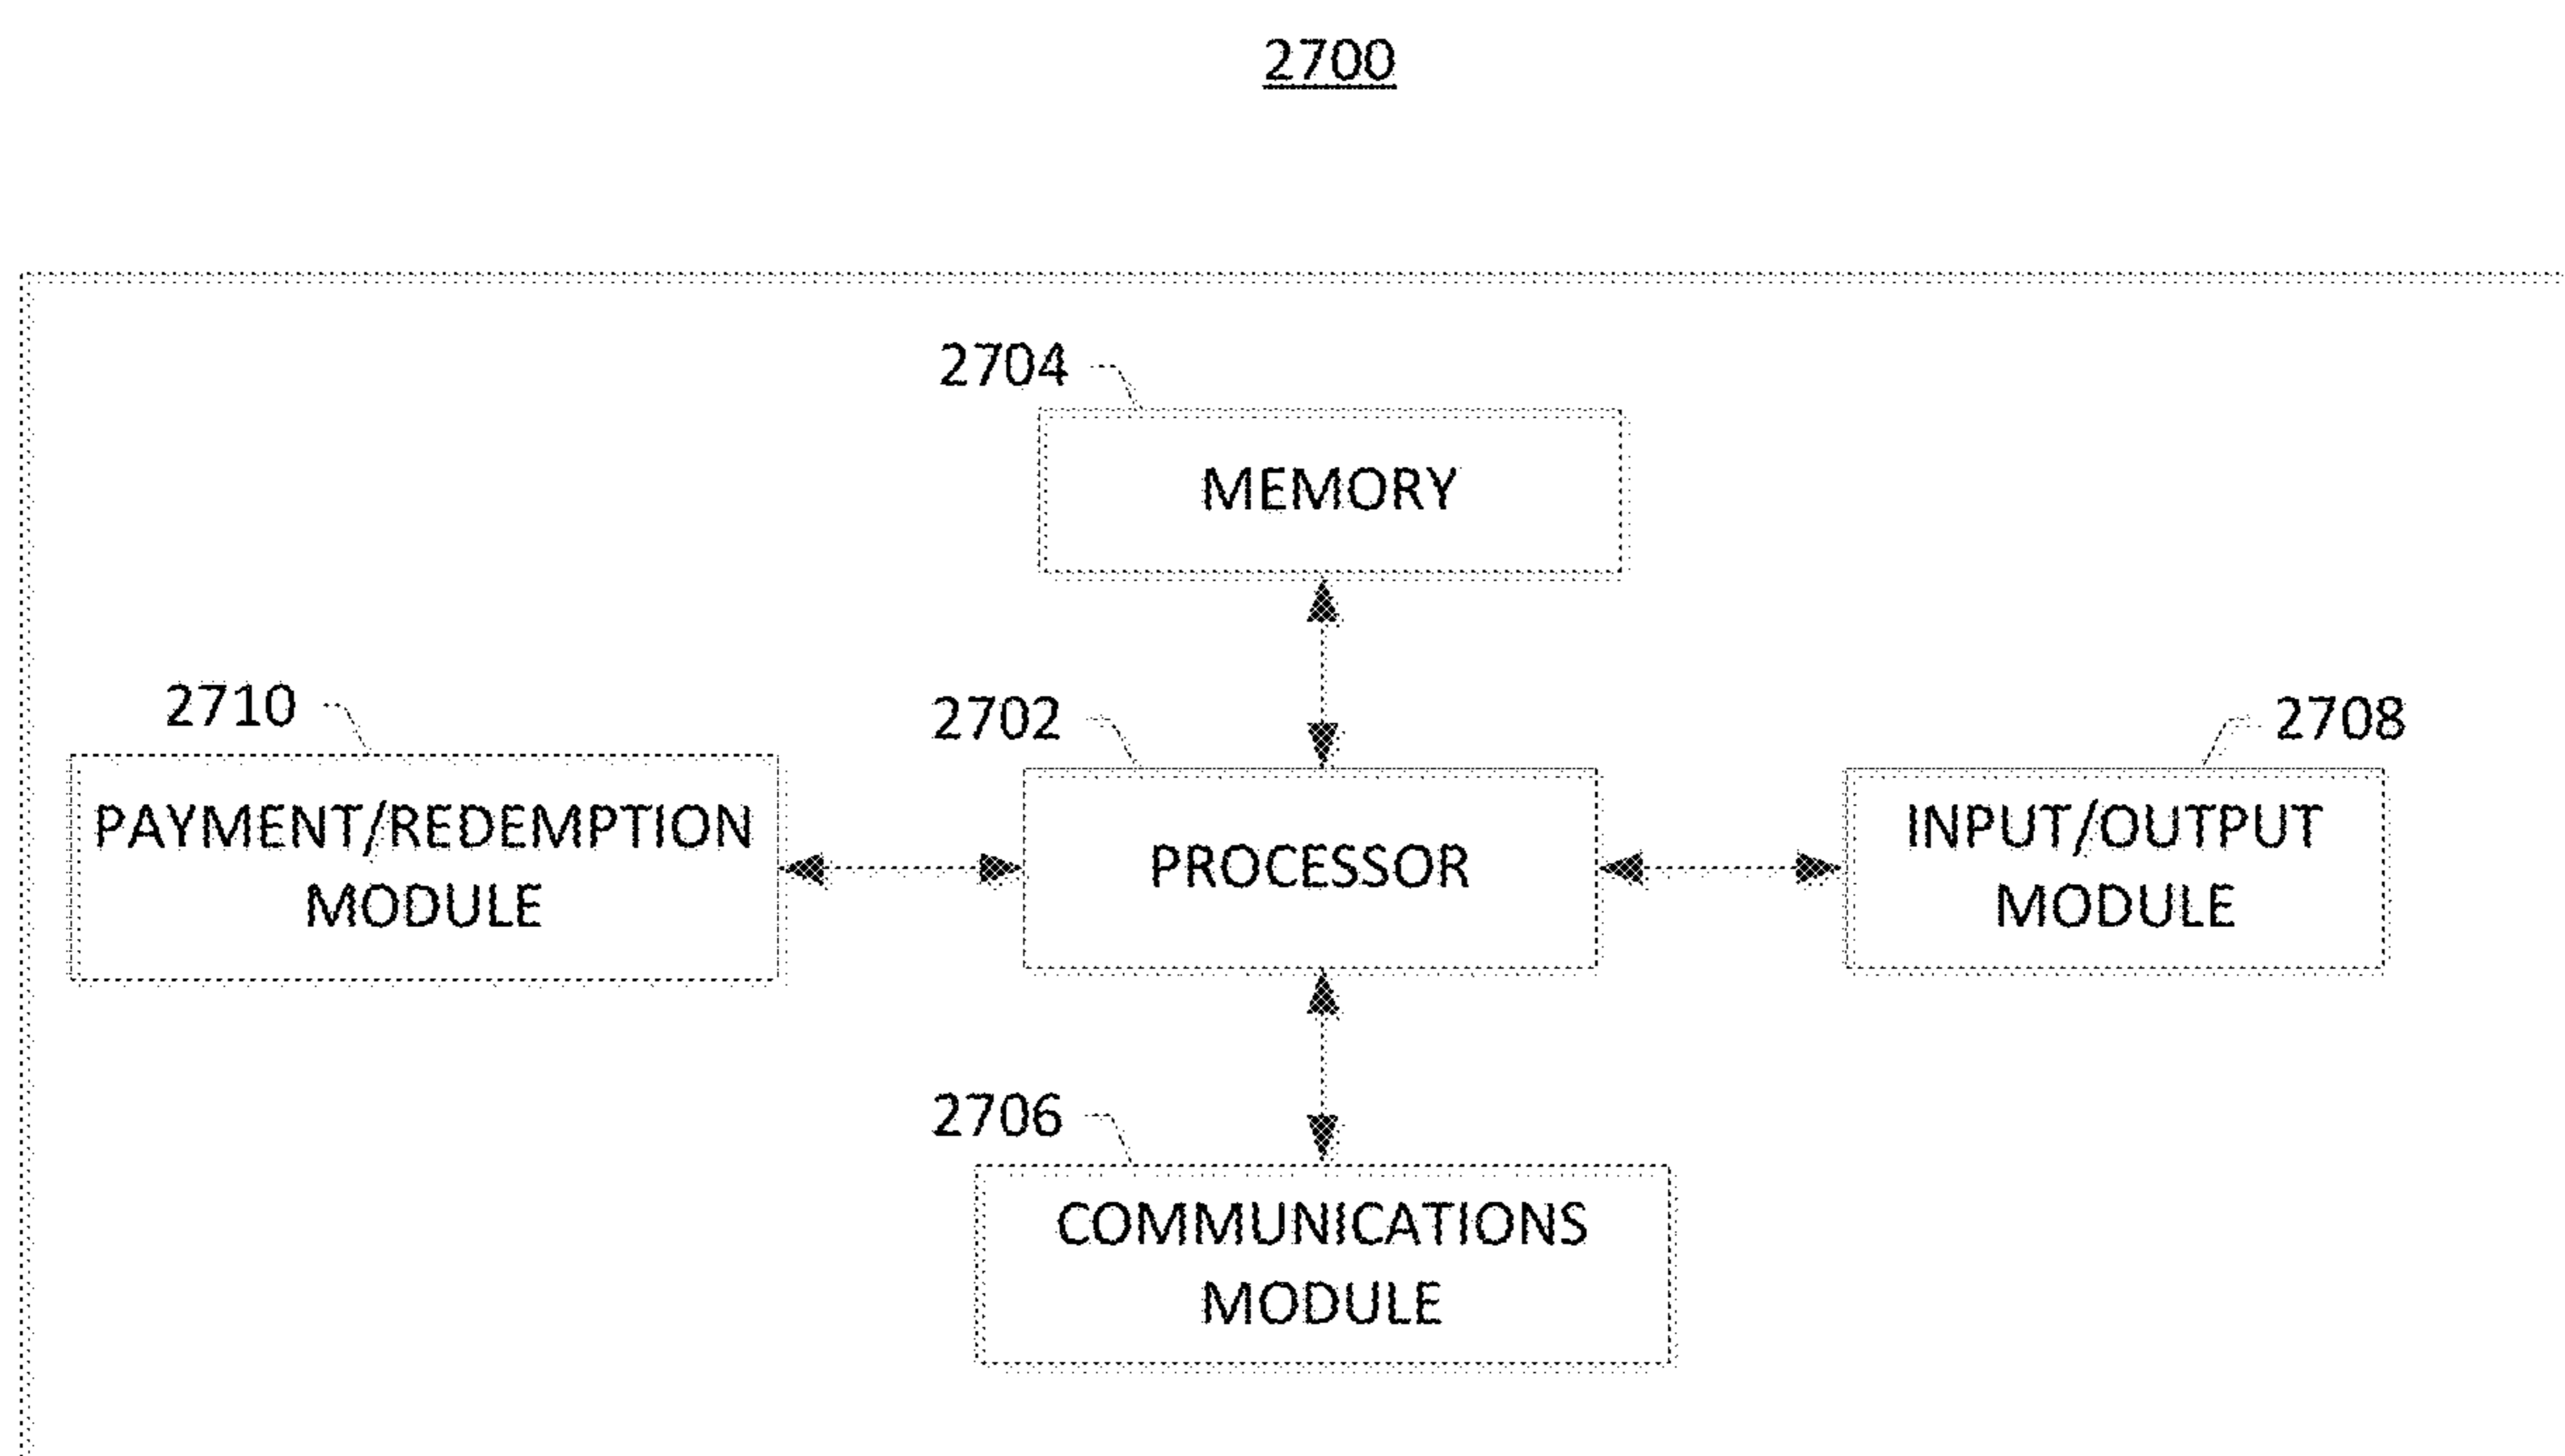 2700
2704
MEMORY
2710
2702
2708
PAYMENT/REDEMPTION
MODULE
PROCESSOR
INPUT/OUTPUT
MODULE
2706
COMMUNICATIONS
MODULE